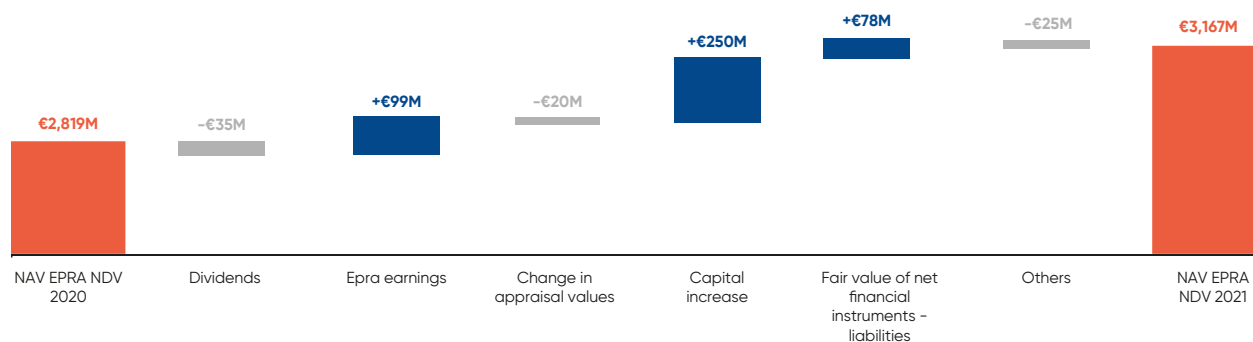 €2,819M
-€35M
+€99M
-€20M
+€250M
+€78M
-€25M
€3,167M
NAV EPRA NDV
2020
Dividends
Epra earnings
Change in
appraisal values
Capital
increase
Fair value of net
financial
instruments -
liabilities
Others
NAV EPRA
NDV 2021